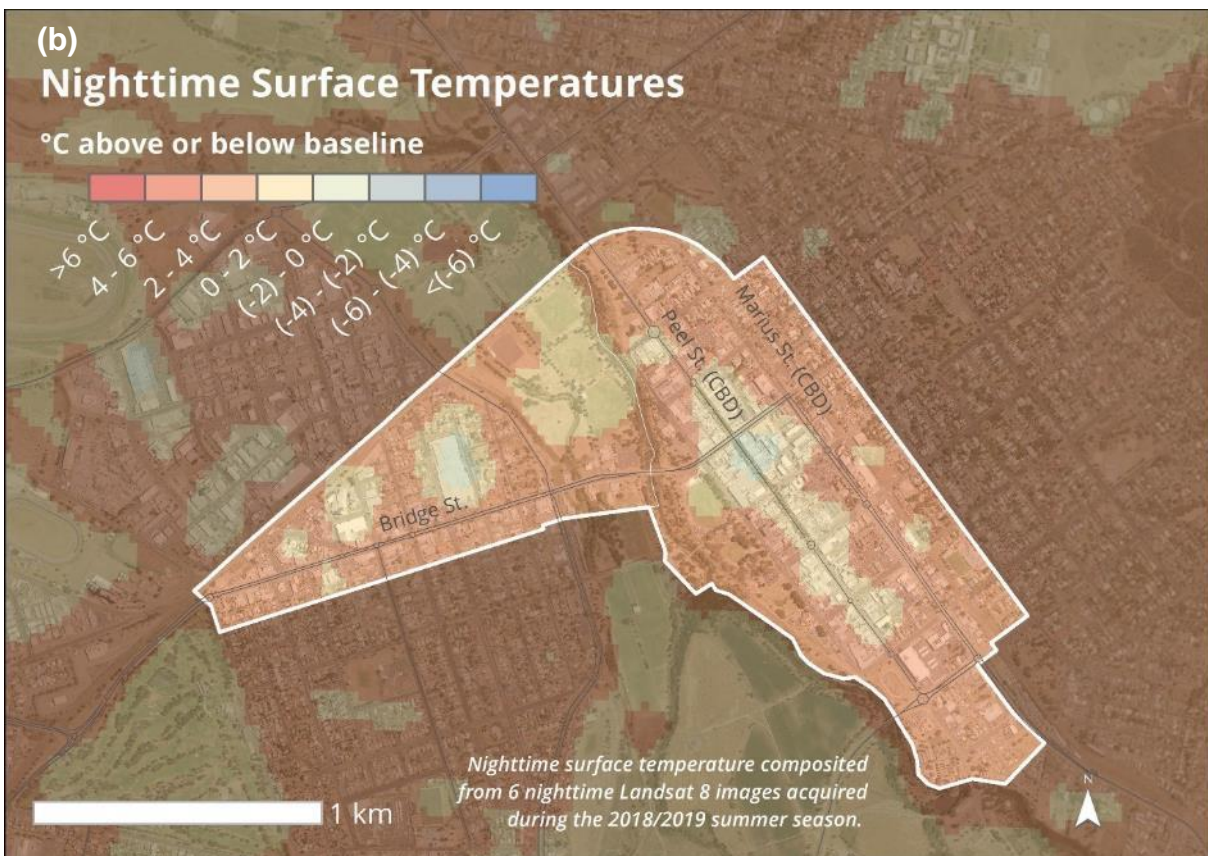 (b)
Nighttime Surface Temperatures
°C above or below baseline
>6 °C
4 - 6 °C
2 - 4 °C
0 - 2 °C
(-2) - 0 °C
(-4) - (-2) °C
(-6) - (-4) °C
<(-6) °C
Marius St. (CBD)
Peel St. (CBD)
Bridge St.
Nighttime surface temperature composited
from 6 nighttime Landsat 8 images acquired
during the 2018/2019 summer season.
1 km
N